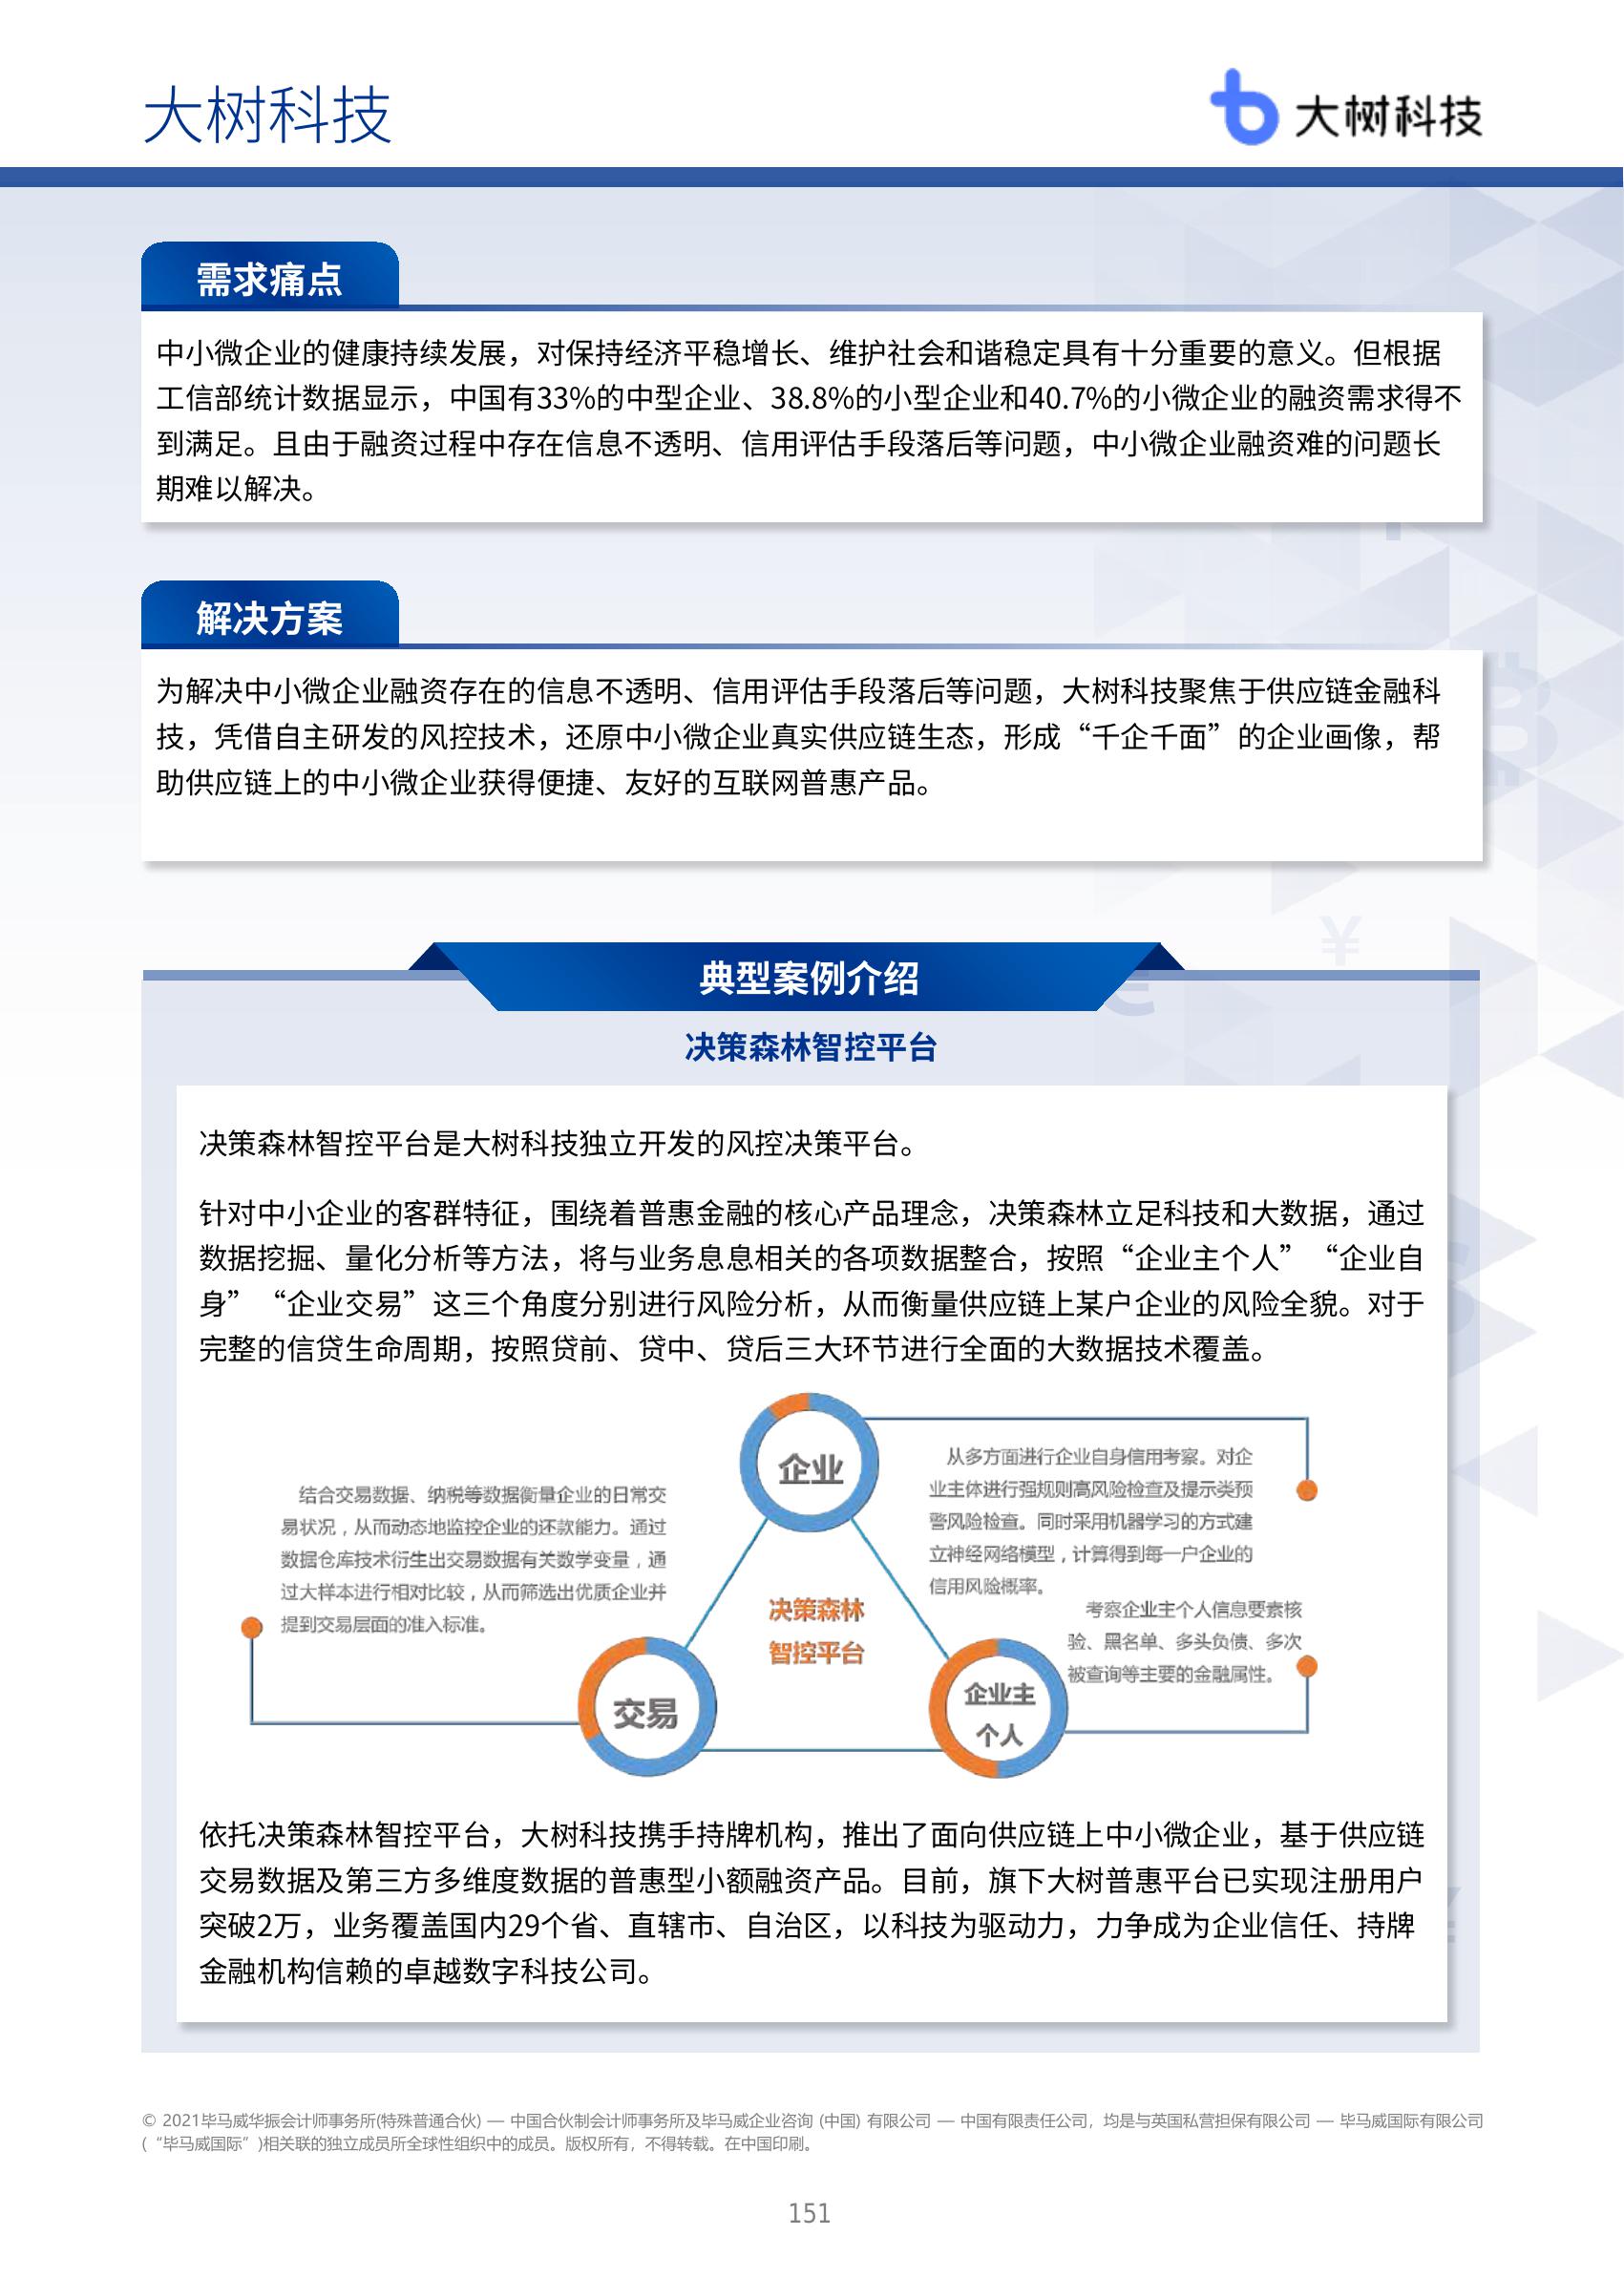 大树科技
大树科技
需求痛点
中小微企业的健康持续发展，对保持经济平稳增长、维护社会和谐稳定具有十分重要的意义。但根据
工信部统计数据显示，中国有33%的中型企业、38.8%的小型企业和40.7%的小微企业的融资需求得不
到满足。且由于融资过程中存在信息不透明、信用评估手段落后等问题，中小微企业融资难的问题长
期难以解决。
解决方案
为解决中小微企业融资存在的信息不透明、信用评估手段落后等问题，大树科技聚焦于供应链金融科
技，凭借自主研发的风控技术，还原中小微企业真实供应链生态，形成“千企千面”的企业画像，帮
助供应链上的中小微企业获得便捷、友好的互联网普惠产品。
典型案例介绍
决策森林智控平台
决策森林智控平台是大树科技独立开发的风控决策平台。
针对中小企业的客群特征，围绕着普惠金融的核心产品理念，决策森林立足科技和大数据，通过
数据挖掘、量化分析等方法，将与业务息息相关的各项数据整合，按照“企业主个人”“企业自
身”“企业交易”这三个角度分别进行风险分析，从而衡量供应链上某户企业的风险全貌。对于
完整的信贷生命周期，按照贷前、贷中、贷后三大环节进行全面的大数据技术覆盖。
企业
从多方面进行企业自身信用考察。对企
业主体进行强规则高风险检查及提示类预
警风险检查。同时采用机器学习的方式建
立神经网络模型，计算得到每一户企业的
信用风险概率。
结合交易数据、纳税等数据衡量企业的日常交
易状况，从而动态地监控企业的还款能力。通过
数据仓库技术衍生出交易数据有关数学变量，通
过大样本进行相对比较，从而筛选出优质企业并
提到交易层面的准入标准。
决策森林
智控平台
考察企业主个人信息要素核
验、黑名单、多头负债、多次
被查询等主要的金融属性。
交易
企业主
个人
依托决策森林智控平台，大树科技携手持牌机构，推出了面向供应链上中小微企业，基于供应链
交易数据及第三方多维度数据的普惠型小额融资产品。目前，旗下大树普惠平台已实现注册用户
突破2万，业务覆盖国内29个省、直辖市、自治区，以科技为驱动力，力争成为企业信任、持牌
金融机构信赖的卓越数字科技公司。
© 2021毕马威华振会计师事务所(特殊普通合伙) — 中国合伙制会计师事务所及毕马威企业咨询 (中国) 有限公司 — 中国有限责任公司，均是与英国私营担保有限公司 — 毕马威国际有限公司
(“毕马威国际”)相关联的独立成员所全球性组织中的成员。版权所有，不得转载。在中国印刷。
151